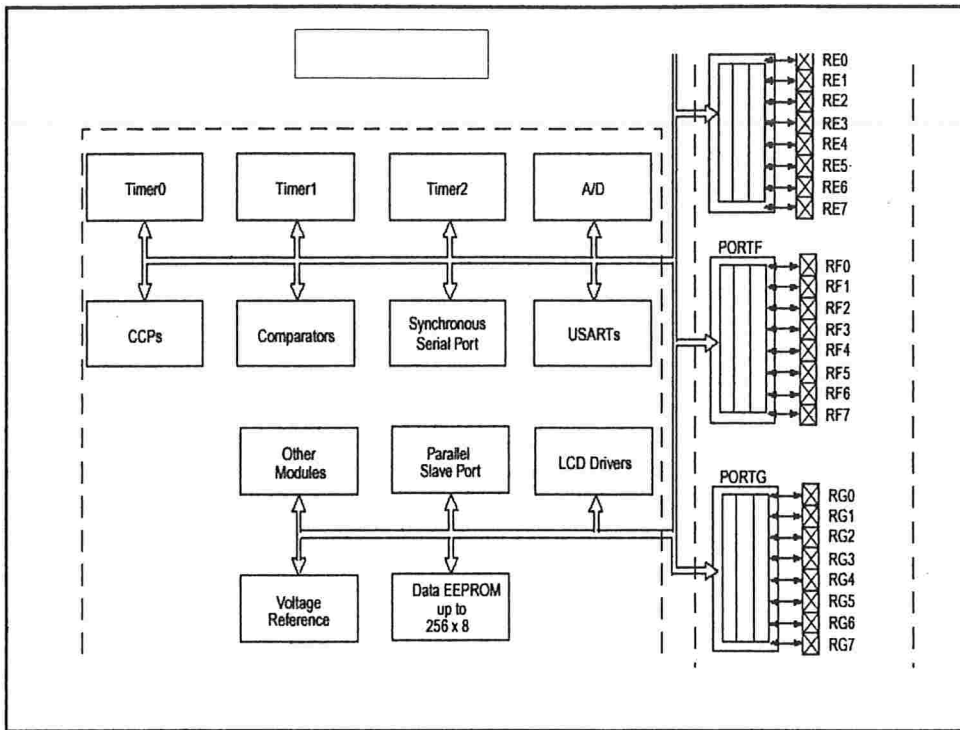 RE0
RE1
RE2
RE3
RE4
RE5
RE6
RE7
Timer0
Timer1
Timer2
A/D
CCPs
Comparators
Synchronous
Serial Port
USARTs
PORTF
RF0
RF1
RF2
RF3
RF4
RF5
RF6
RF7
Other
Modules
Parallel
Slave Port
LCD Drivers
Voltage
Reference
Data EEPROM
up to
256 x 8
PORTG
RG0
RG1
RG2
RG3
RG4
RG5
RG6
RG7